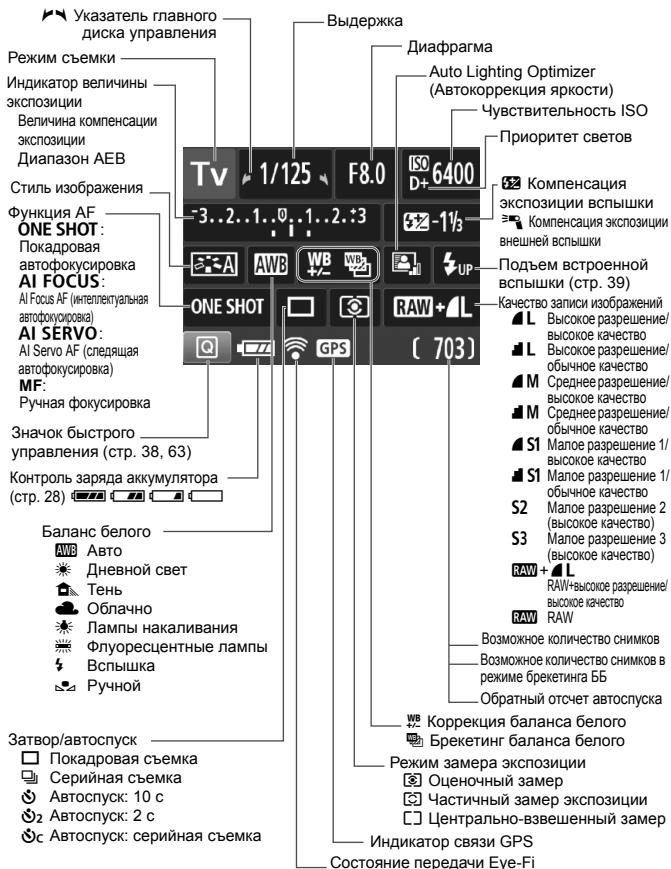 Указатель главного
диска управления
Выдержка
Диафрагма
Режим съемки
Auto Lighting Optimizer
(Автокоррекция яркости)
Индикатор величины
экспозиции
Величина компенсации
экспозиции
Диапазон AEB
Чувствительность ISO
Приоритет светов
Стиль изображения
Функция AF
ONE SHOT:
Покадровая
автофокусировка
AI FOCUS:
AI Focus AF (интеллектуальная
автофокусировка)
AI SERVO:
AI Servo AF (следящая
автофокусировка)
MF:
Ручная фокусировка
Значок быстрого
управления (стр. 38, 63)
Контроль заряда аккумулятора
(стр. 28)
Tv 1/125 F8.0 ISO D+ 6400
-3..2..1..0..1..2.:+3 -1⅓
A AWB WB +/- WB UP
ONE SHOT RAW+L
Q GPS ( 703)
Компенсация
экспозиции вспышки
Компенсация экспозиции
внешней вспышки
Подъем встроенной
вспышки (стр. 39)
Качество записи изображений
L Высокое разрешение/
высокое качество
L Высокое разрешение/
обычное качество
M Среднее разрешение/
высокое качество
M Среднее разрешение/
обычное качество
S1 Малое разрешение 1/
высокое качество
S1 Малое разрешение 1/
обычное качество
S2 Малое разрешение 2
(высокое качество)
S3 Малое разрешение 3
(высокое качество)
RAW + L
RAW+высокое разрешение/
высокое качество
RAW RAW
Возможное количество снимков
Возможное количество снимков в
режиме брекетинга ББ
Обратный отсчет автоспуска
Баланс белого
AWB Авто
Дневной свет
Тень
Облачно
Лампы накаливания
Флуоресцентные лампы
Вспышка
Ручной
WB +/- Коррекция баланса белого
WB Брекетинг баланса белого
Затвор/автоспуск
Покадровая съемка
Серийная съемка
Автоспуск: 10 с
2 Автоспуск: 2 с
C Автоспуск: серийная съемка
Режим замера экспозиции
Оценочный замер
Частичный замер экспозиции
Центрально-взвешенный замер
Индикатор связи GPS
Состояние передачи Eye-Fi